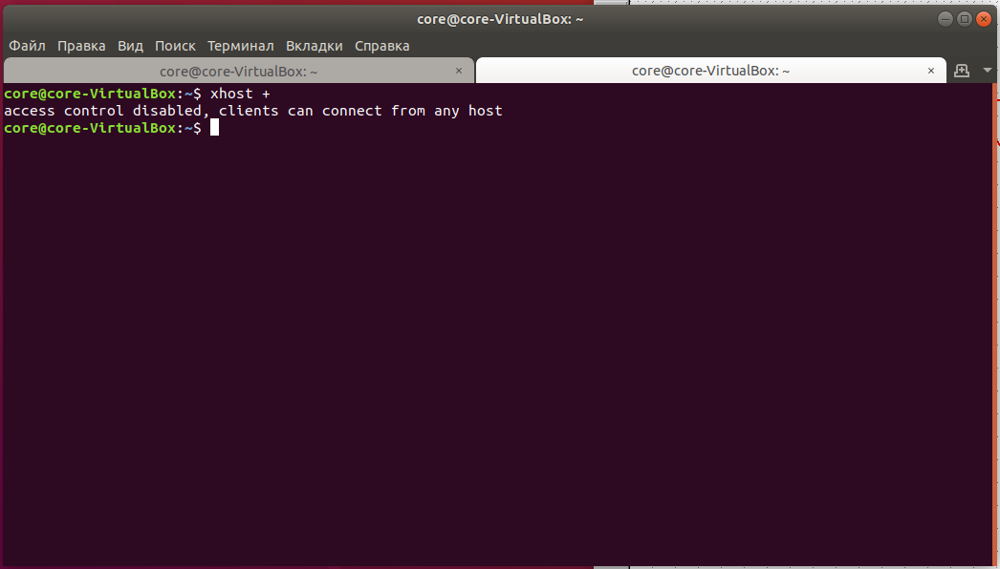 core@core-VirtualBox: ~
Файл Правка Вид Поиск Терминал Вкладки Справка
core@core-VirtualBox: ~ × core@core-VirtualBox: ~ ×
core@core-VirtualBox:~$ xhost +
access control disabled, clients can connect from any host
core@core-VirtualBox:~$